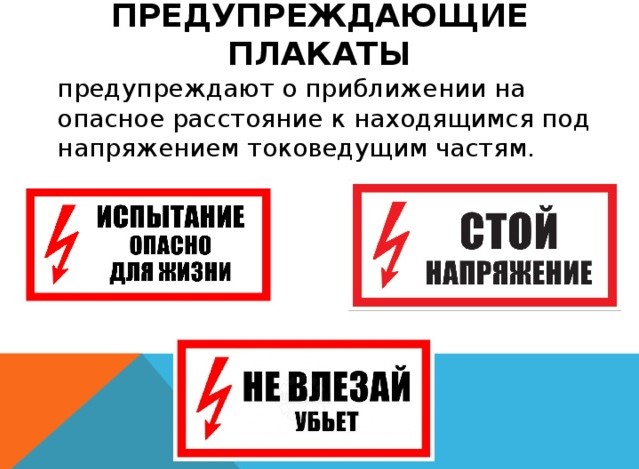 ПРЕДУПРЕЖДАЮЩИЕ
ПЛАКАТЫ
предупреждают о приближении на
опасное расстояние к находящимся под
напряжением токоведущим частям.
ИСПЫТАНИЕ
ОПАСНО
ДЛЯ ЖИЗНИ
СТОЙ
НАПРЯЖЕНИЕ
НЕ ВЛЕЗАЙ
УБЬЕТ